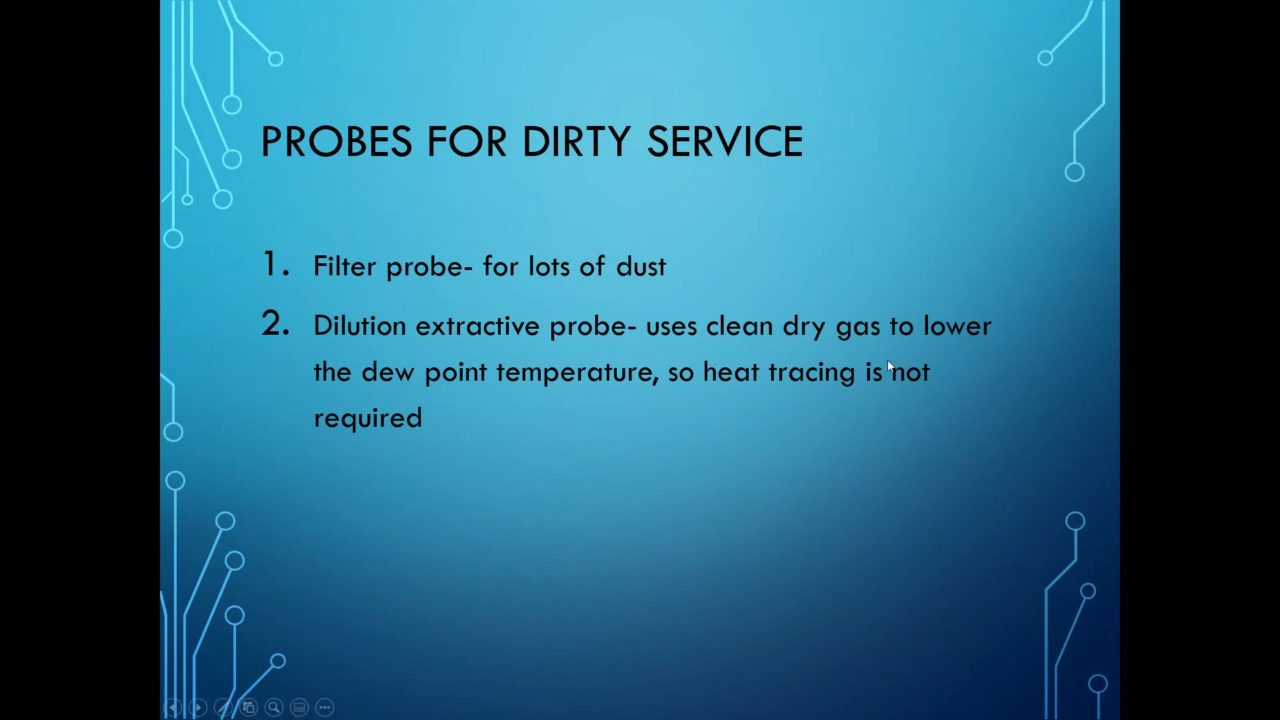 PROBES FOR DIRTY SERVICE
1. Filter probe- for lots of dust
2. Dilution extractive probe- uses clean dry gas to lower
the dew point temperature, so heat tracing is not
required